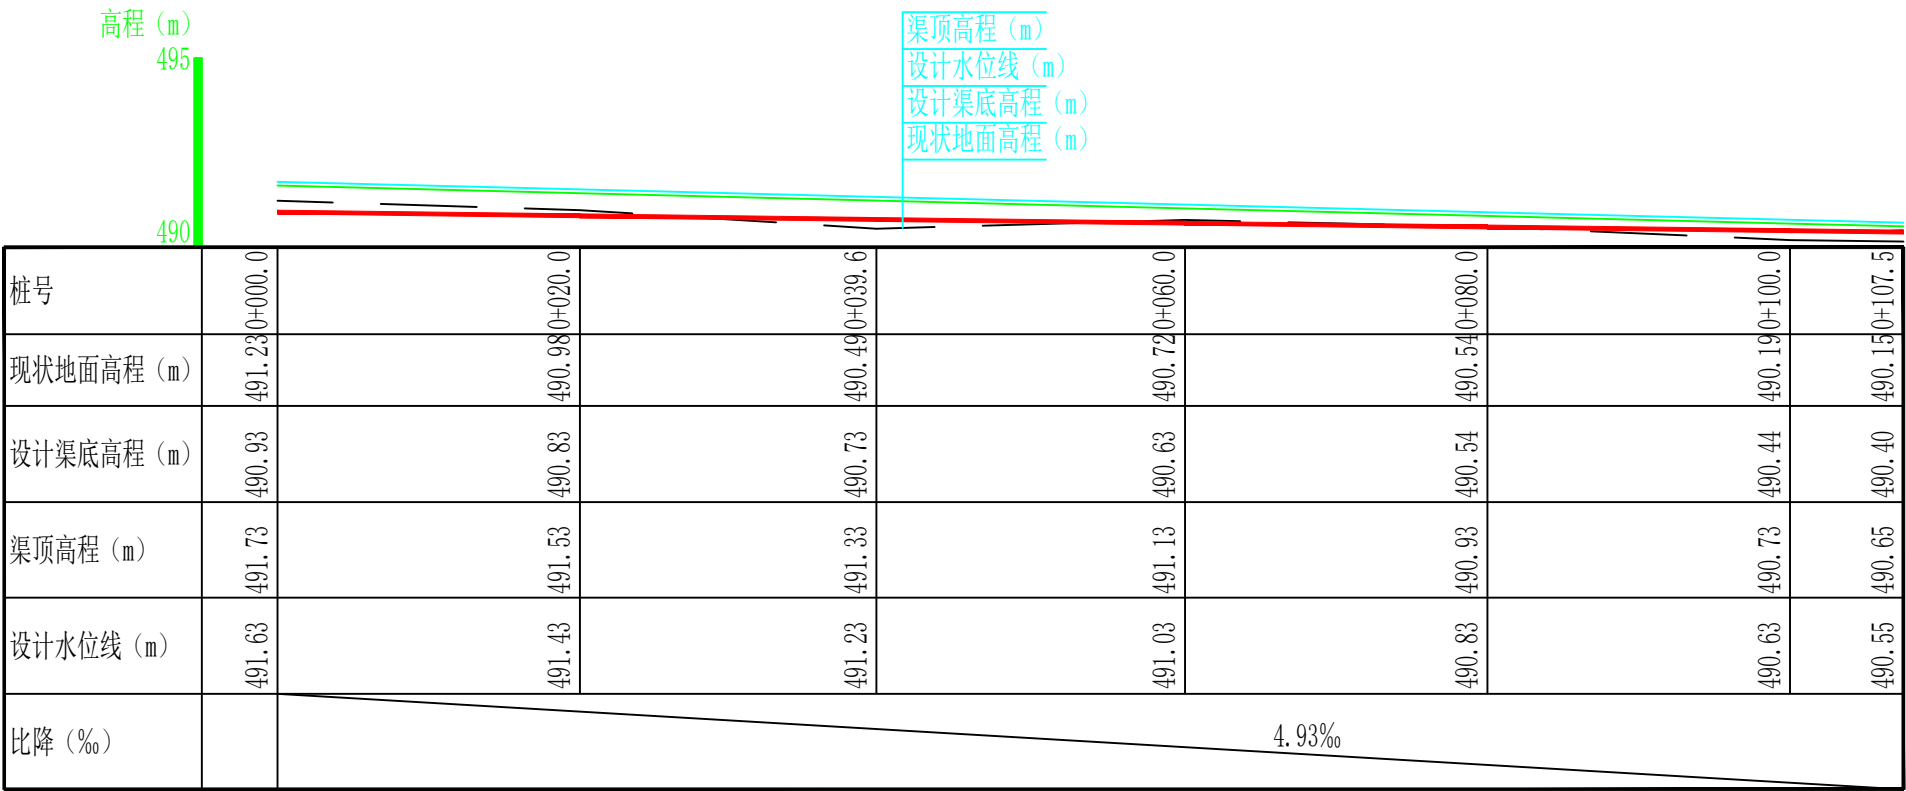 高程（m）
495
490
渠顶高程（m）
设计水位线（m）
设计渠底高程（m）
现状地面高程（m）
桩号 0+000.0 0+020.0 0+039.6 0+060.0 0+080.0 0+100.0 0+107.5
现状地面高程（m） 491.23 490.98 490.49 490.72 490.54 490.19 490.15
设计渠底高程（m） 490.93 490.83 490.73 490.63 490.54 490.44 490.40
渠顶高程（m） 491.73 491.53 491.33 491.13 490.93 490.73 490.65
设计水位线（m） 491.63 491.43 491.23 491.03 490.83 490.63 490.55
比降（‰） 4.93‰